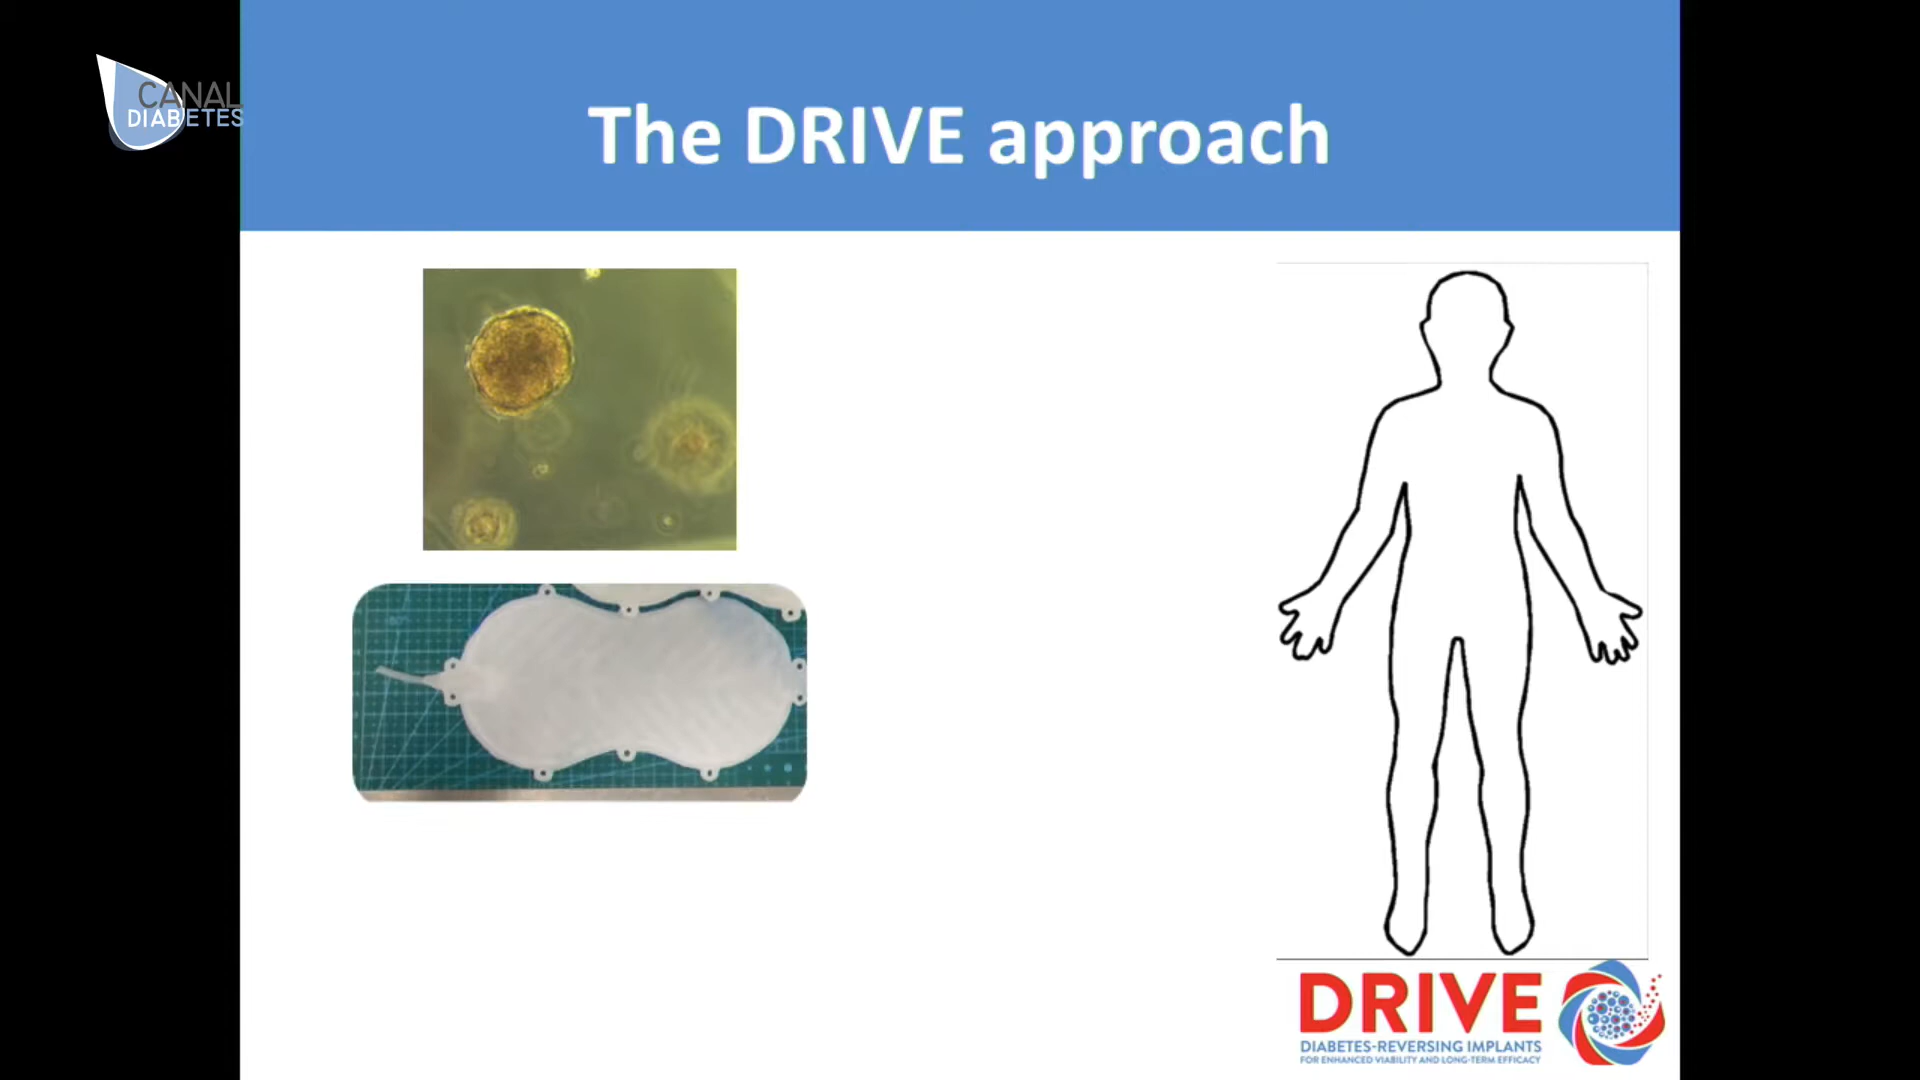 CANAL
DIABETES
The DRIVE approach
DRIVE
DIABETES-REVERSING IMPLANTS
FOR ENHANCED VIABILITY AND LONG-TERM EFFICACY